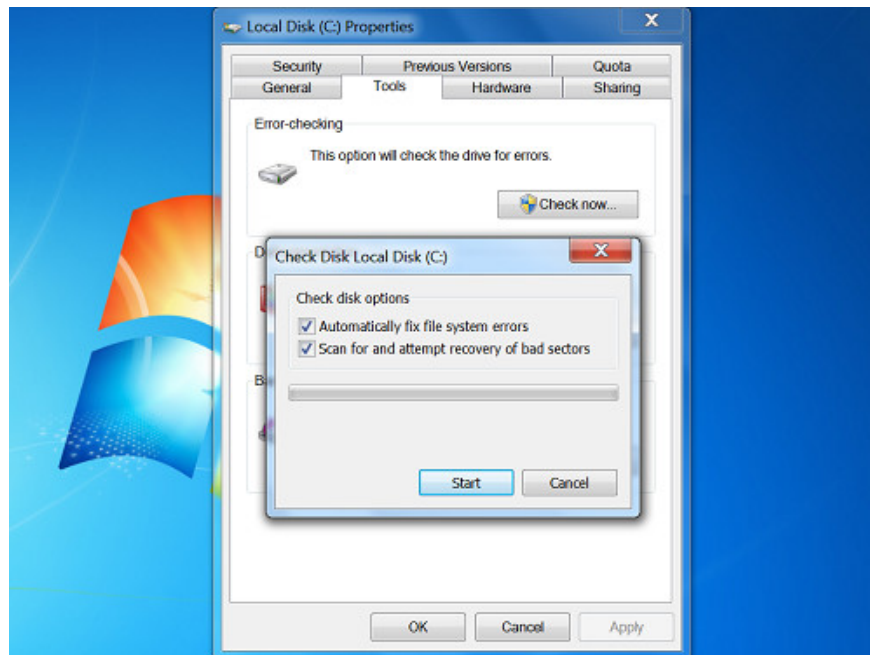 Local Disk (C:) Properties
Security Previous Versions Quota
General Tools Hardware Sharing
Error-checking
This option will check the drive for errors.
Check now...
D
Check Disk Local Disk (C:)
Check disk options
Automatically fix file system errors
Scan for and attempt recovery of bad sectors
Ba
Start Cancel
OK Cancel Apply